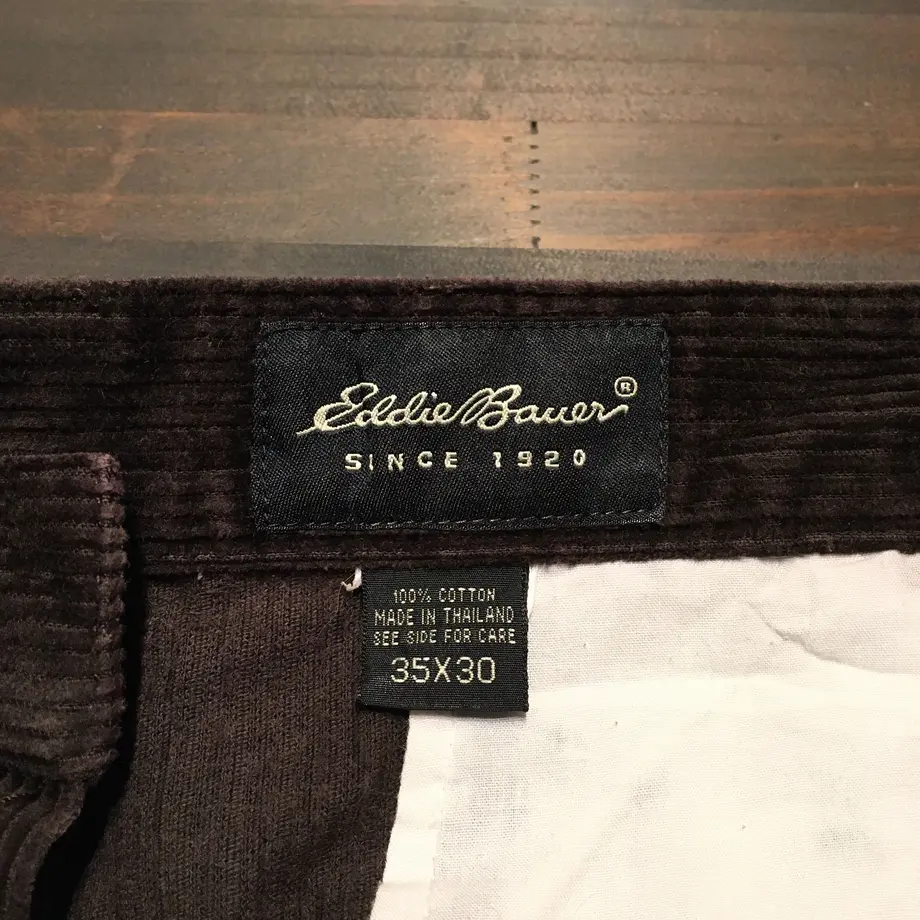 Eddie Bauer®
SINCE 1920
100% COTTON
MADE IN THAILAND
SEE SIDE FOR CARE
35X30